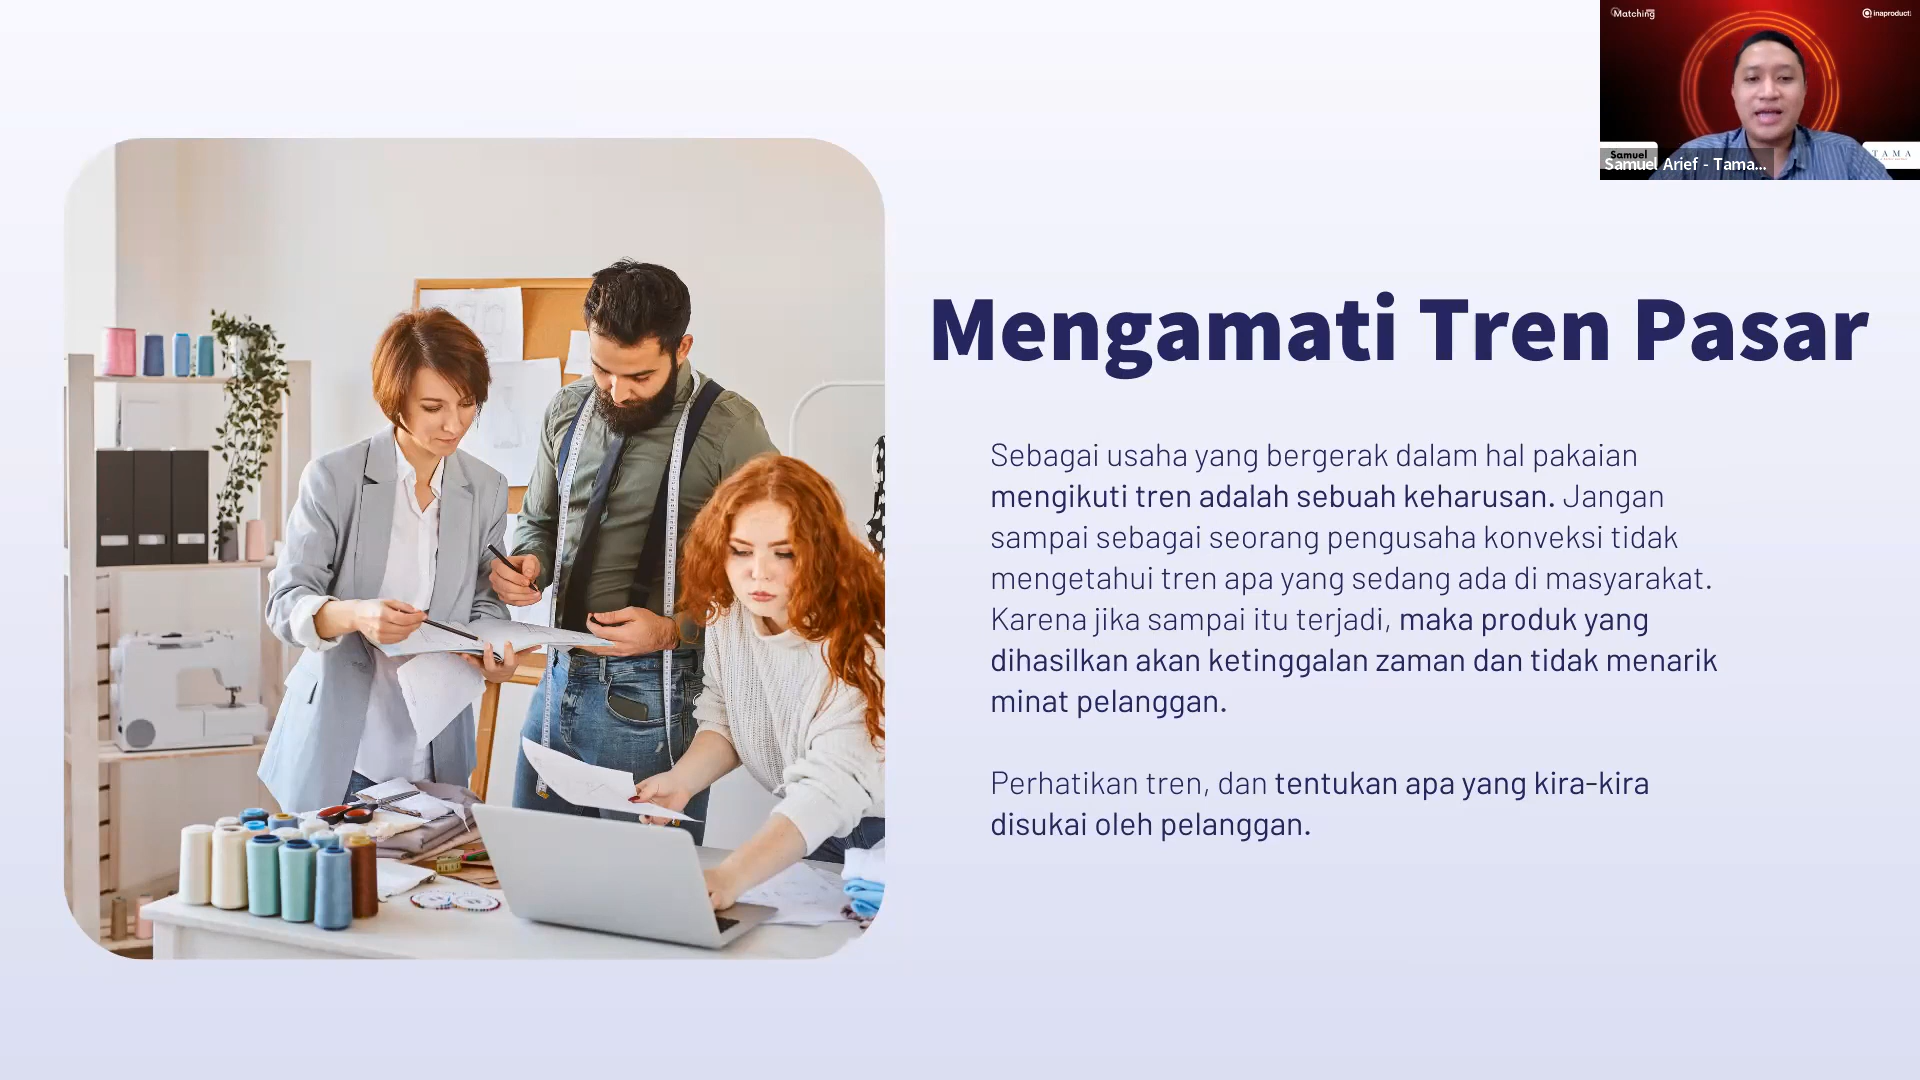 Matching
inaproduct
Samuel
TAMA
Samuel Arief - Tama...
Mengamati Tren Pasar
Sebagai usaha yang bergerak dalam hal pakaian
mengikuti tren adalah sebuah keharusan. Jangan
sampai sebagai seorang pengusaha konveksi tidak
mengetahui tren apa yang sedang ada di masyarakat.
Karena jika sampai itu terjadi, maka produk yang
dihasilkan akan ketinggalan zaman dan tidak menarik
minat pelanggan.
Perhatikan tren, dan tentukan apa yang kira-kira
disukai oleh pelanggan.